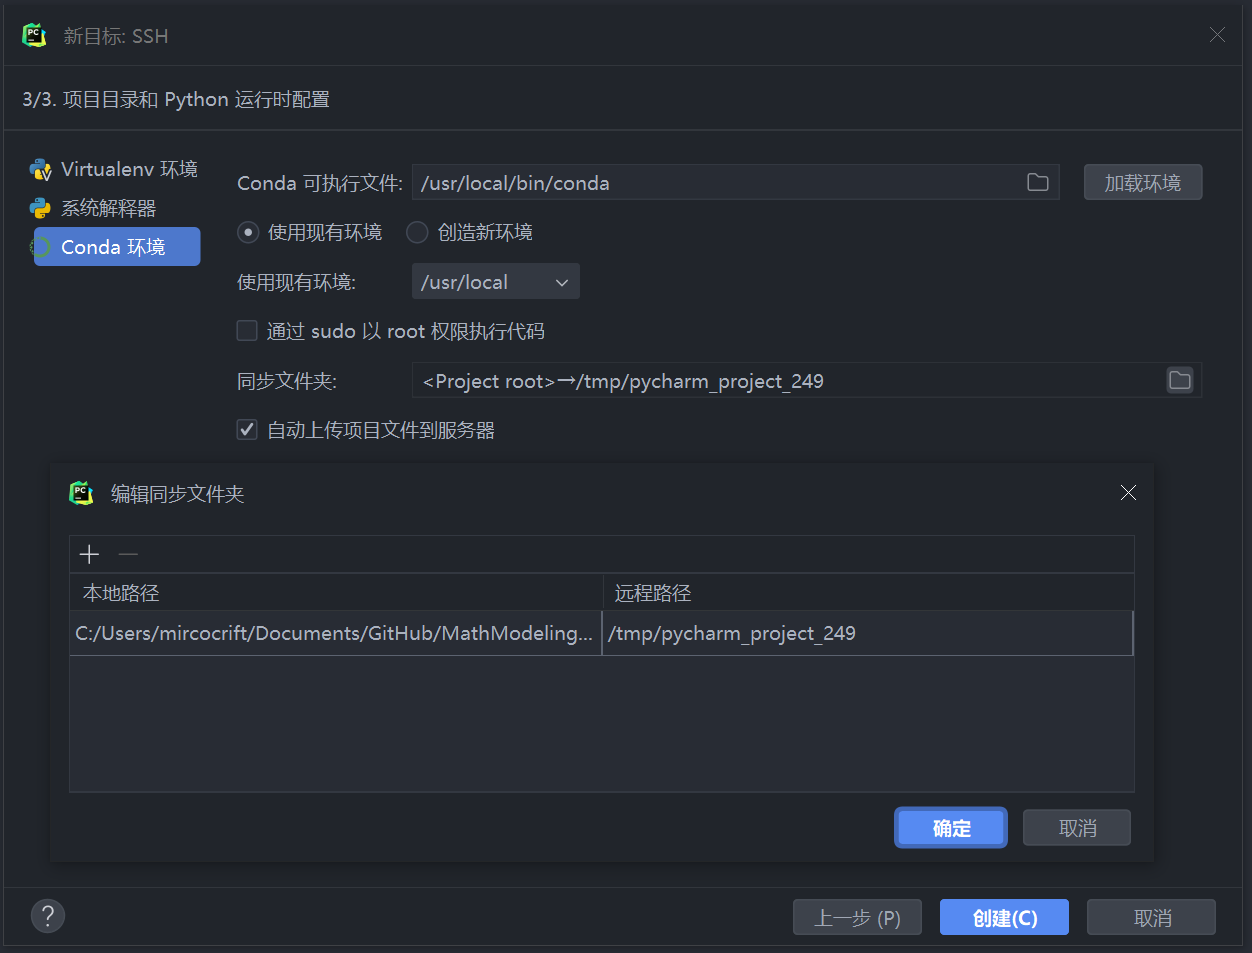 新目标: SSH
3/3. 项目目录和 Python 运行时配置
Virtualenv 环境
系统解释器
Conda 环境
Conda 可执行文件: /usr/local/bin/conda 加载环境
使用现有环境 创造新环境
使用现有环境: /usr/local
通过 sudo 以 root 权限执行代码
同步文件夹: <Project root>→/tmp/pycharm_project_249
自动上传项目文件到服务器
编辑同步文件夹
本地路径 远程路径
C:/Users/mircocrift/Documents/GitHub/MathModeling... /tmp/pycharm_project_249
确定 取消
? 上一步 (P) 创建(C) 取消